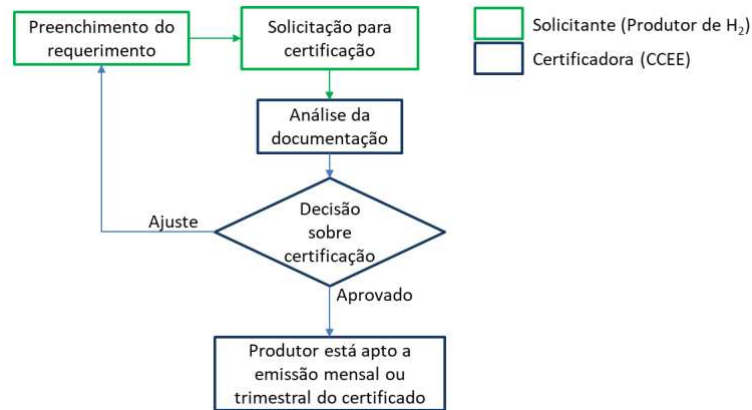 Preenchimento do
requerimento
Solicitação para
certificação
Solicitante (Produtor de H₂)
Certificadora (CCEE)
Análise da
documentação
Decisão
sobre
certificação
Ajuste
Aprovado
Produtor está apto a
emissão mensal ou
trimestral do certificado